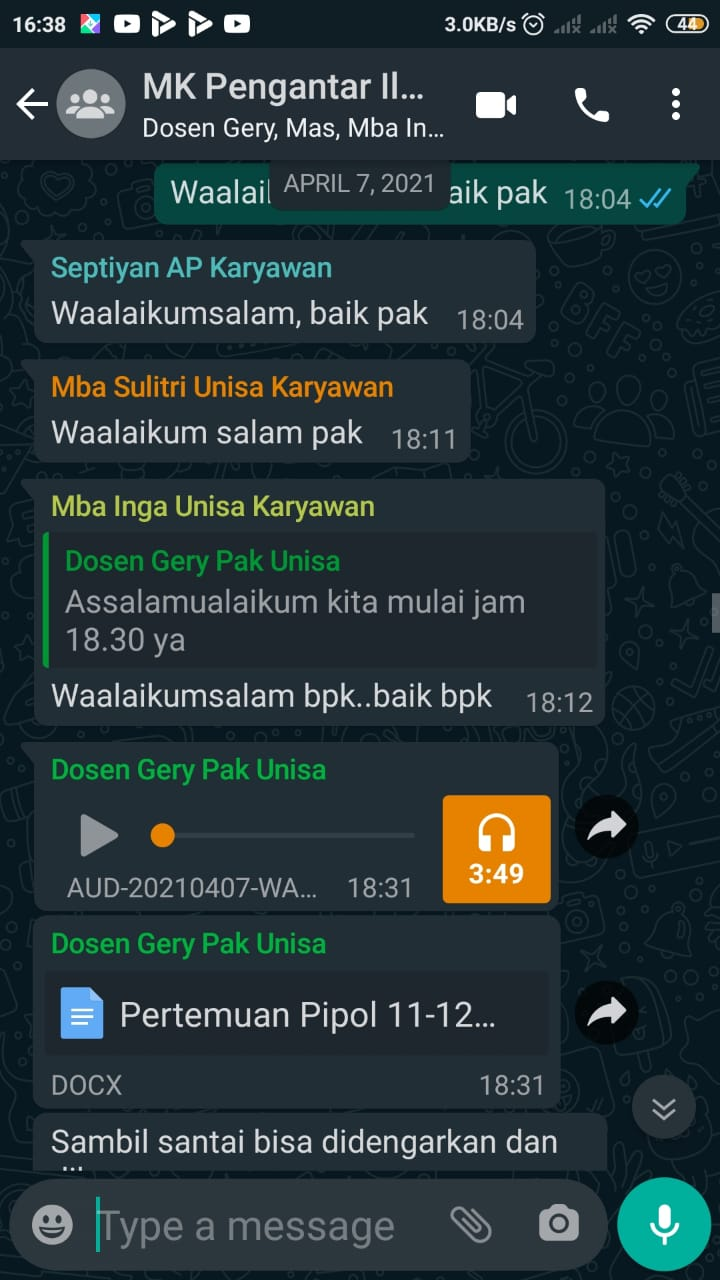 16:38
3.0KB/s
44
MK Pengantar Il...
Dosen Gery, Mas, Mba In...
APRIL 7, 2021
aik pak 18:04
Septiyan AP Karyawan
Waalaikumsalam, baik pak 18:04
Mba Sulitri Unisa Karyawan
Waalaikum salam pak 18:11
Mba Inga Unisa Karyawan
Dosen Gery Pak Unisa
Assalamualaikum kita mulai jam
18.30 ya
Waalaikumsalam bpk..baik bpk 18:12
Dosen Gery Pak Unisa
3:49
AUD-20210407-WA... 18:31
Dosen Gery Pak Unisa
Pertemuan Pipol 11-12...
DOCX 18:31
Sambil santai bisa didengarkan dan
Type a message